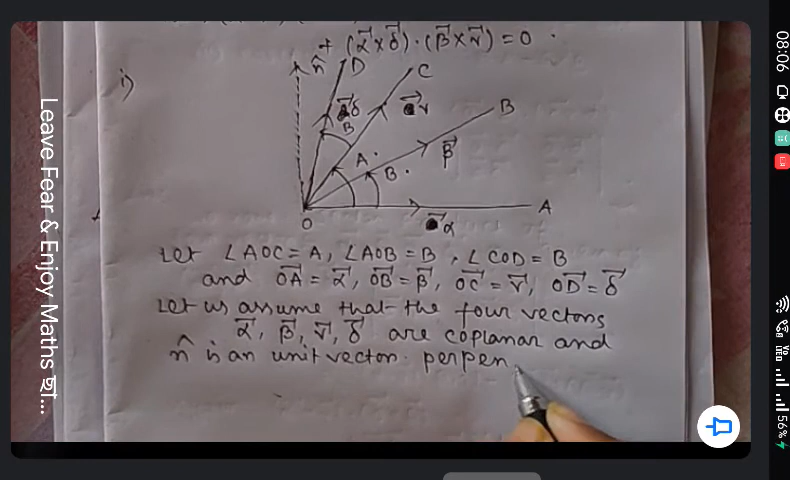 + (α⃗ × δ⃗) · (β⃗ × γ⃗) = 0 .
i)
n̂ D C
δ⃗ γ⃗ B
B
A . β⃗
B .
O A
α⃗
Let ∠AOC = A, ∠AOB = B, ∠COD = B
and OA⃗ = α⃗, OB⃗ = β⃗, OC⃗ = γ⃗, OD⃗ = δ⃗
Let us assume that the four vectors
α⃗, β⃗, γ⃗, δ⃗ are coplanar and
n̂ is an unit vector. perpen
Leave Fear & Enjoy Maths ছা...
08:06
56%